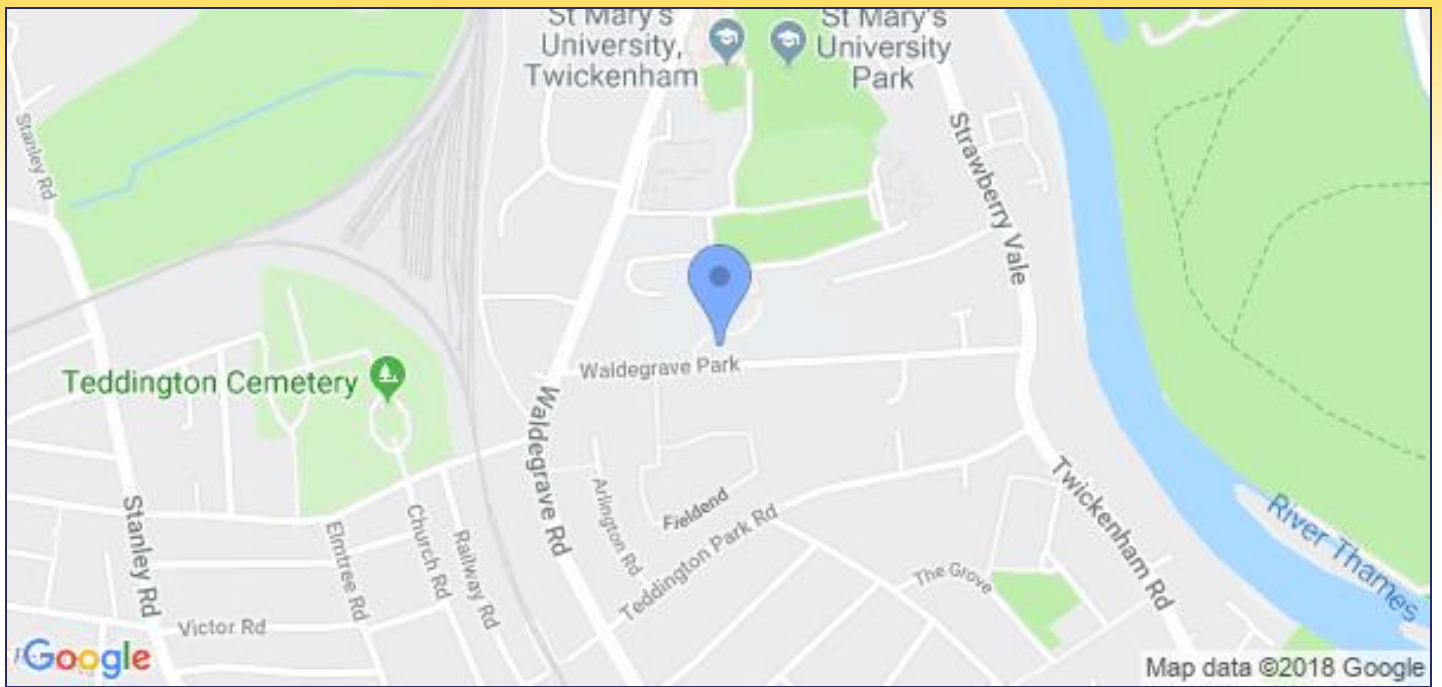 St Mary's
University,
Twickenham
St Mary's
University
Park
Stanley Rd
Strawberry Vale
Teddington Cemetery
Waldegrave Park
Waldegrave Rd
Arlington Rd
Fieldend
Teddington Park Rd
Twickenham Rd
River Thames
The Grove
Stanley Rd
Elmtree Rd
Church Rd
Railway Rd
Victor Rd
Google
Map data ©2018 Google